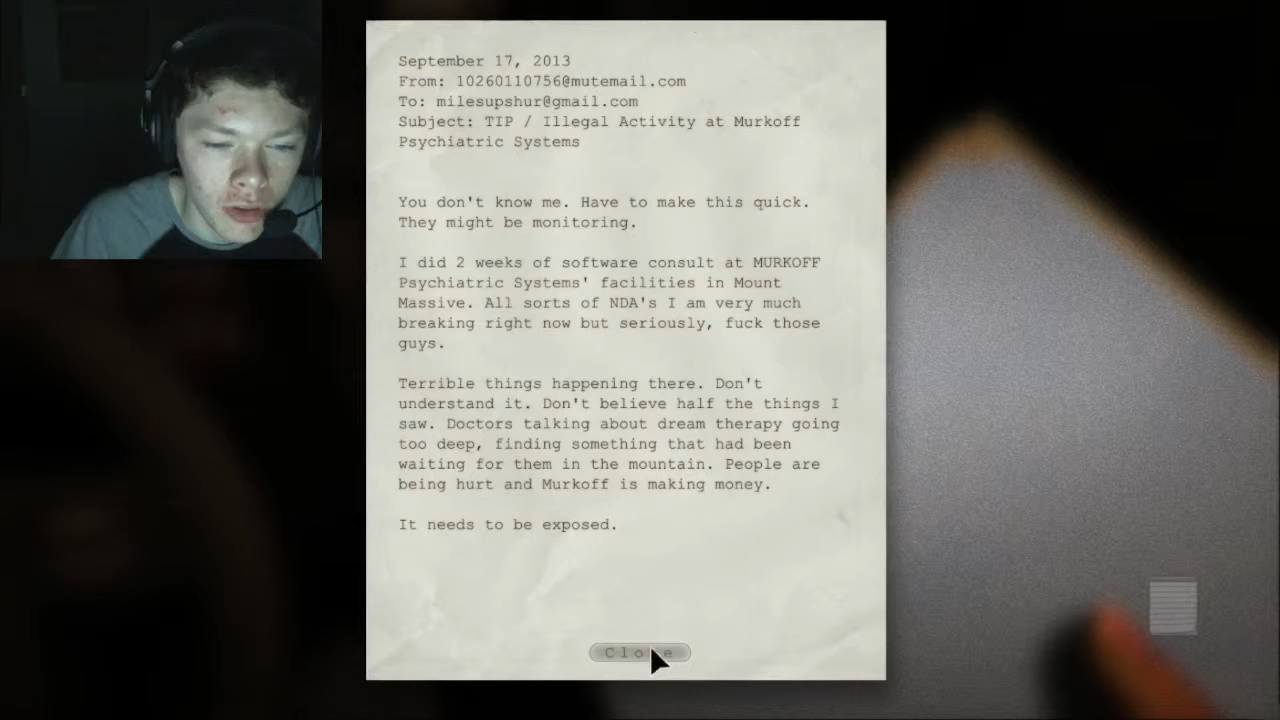 September 17, 2013
From: 10260110756@mutemail.com
To: milesupshur@gmail.com
Subject: TIP / Illegal Activity at Murkoff
Psychiatric Systems
You don't know me. Have to make this quick.
They might be monitoring.
I did 2 weeks of software consult at MURKOFF
Psychiatric Systems' facilities in Mount
Massive. All sorts of NDA's I am very much
breaking right now but seriously, fuck those
guys.
Terrible things happening there. Don't
understand it. Don't believe half the things I
saw. Doctors talking about dream therapy going
too deep, finding something that had been
waiting for them in the mountain. People are
being hurt and Murkoff is making money.
It needs to be exposed.
Close